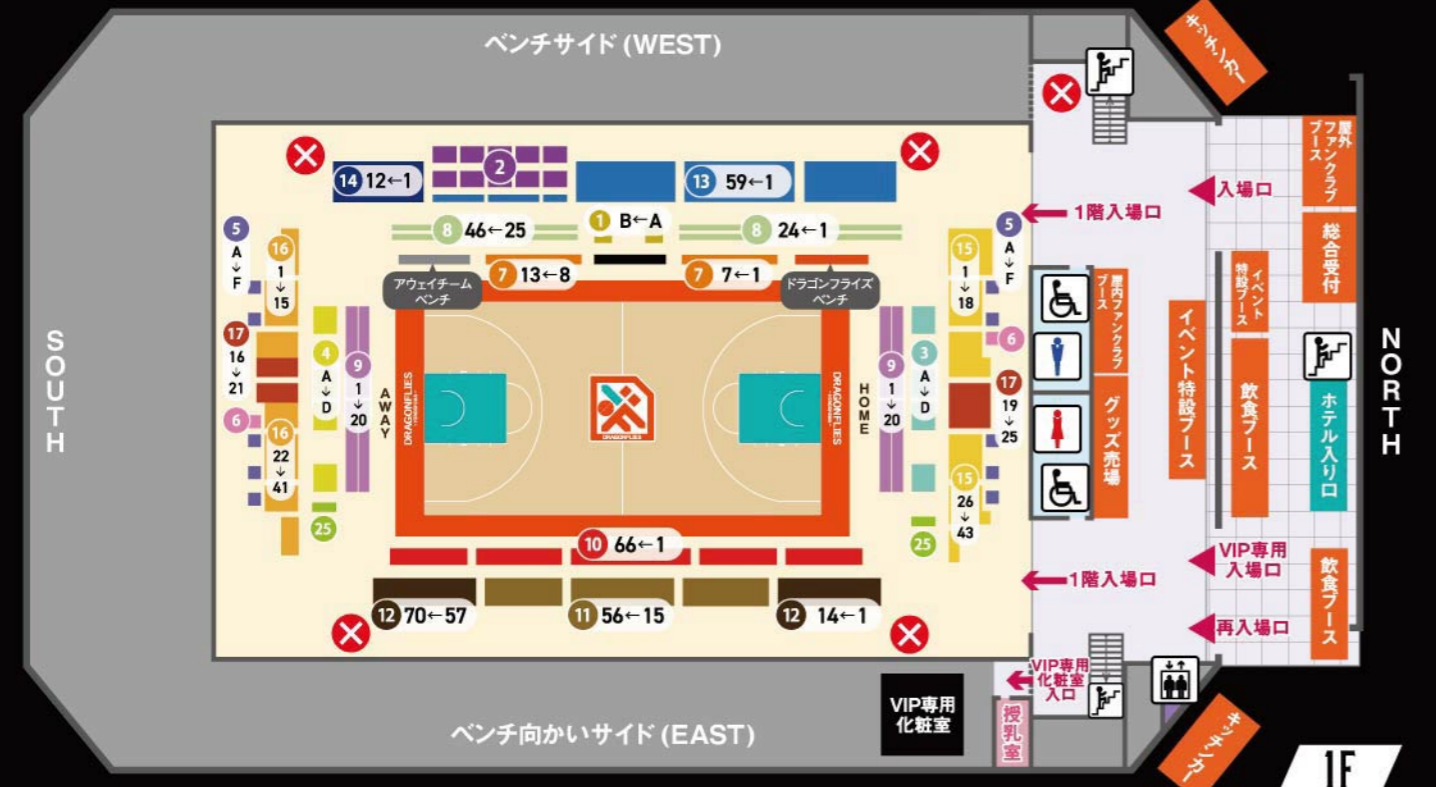 ベンチサイド (WEST)
キッチンカー
屋外
ファンクラブ
ブース
14 12←1
2
13 59←1
入場口
1階入場口
5
A
↓
F
16
1
↓
15
8 46←25
1 B←A
8 24←1
15
1
↓
18
5
A
↓
F
総合受付
アウェイチーム
ベンチ
7 13←8
7 7←1
ドラゴンフライズ
ベンチ
屋内ファンクラブ
ブース
イベント
特設ブース
イベント特設ブース
SOUTH
17
16
↓
21
4
A
↓
D
9
1
↓
20
AWAY
DRAGONFLIES
DRAGONFLIES
DRAGONFLIES
HOME
9
1
↓
20
3
A
↓
D
6
17
19
↓
25
グッズ売場
飲食ブース
ホテル入り口
NORTH
6
16
22
↓
41
15
26
↓
43
25
25
10 66←1
12 70←57
11 56←15
12 14←1
1階入場口
VIP専用
入場口
再入場口
飲食ブース
VIP専用
化粧室
入口
VIP専用
化粧室
授乳室
ベンチ向かいサイド (EAST)
キッチンカー
1F